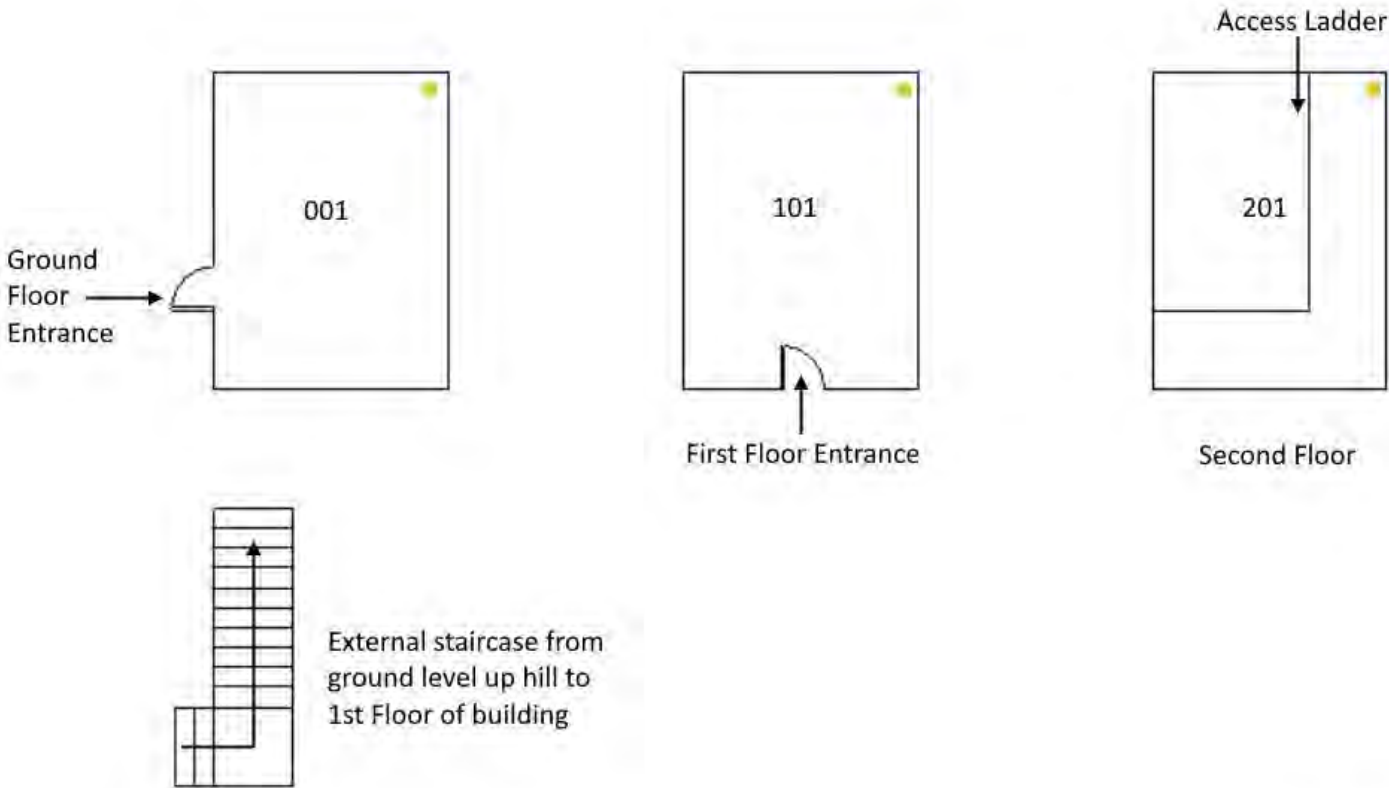 Access Ladder
001
101
201
Ground
Floor
Entrance
First Floor Entrance
Second Floor
External staircase from
ground level up hill to
1st Floor of building